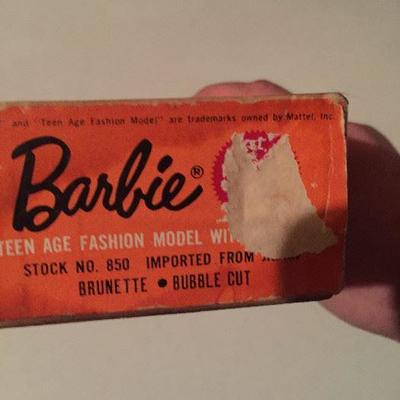 " and "Teen Age Fashion Model" are trademarks owned by Mattel, Inc.
Barbie®
TEEN AGE FASHION MODEL WIT
STOCK NO. 850 IMPORTED FROM
BRUNETTE • BUBBLE CUT